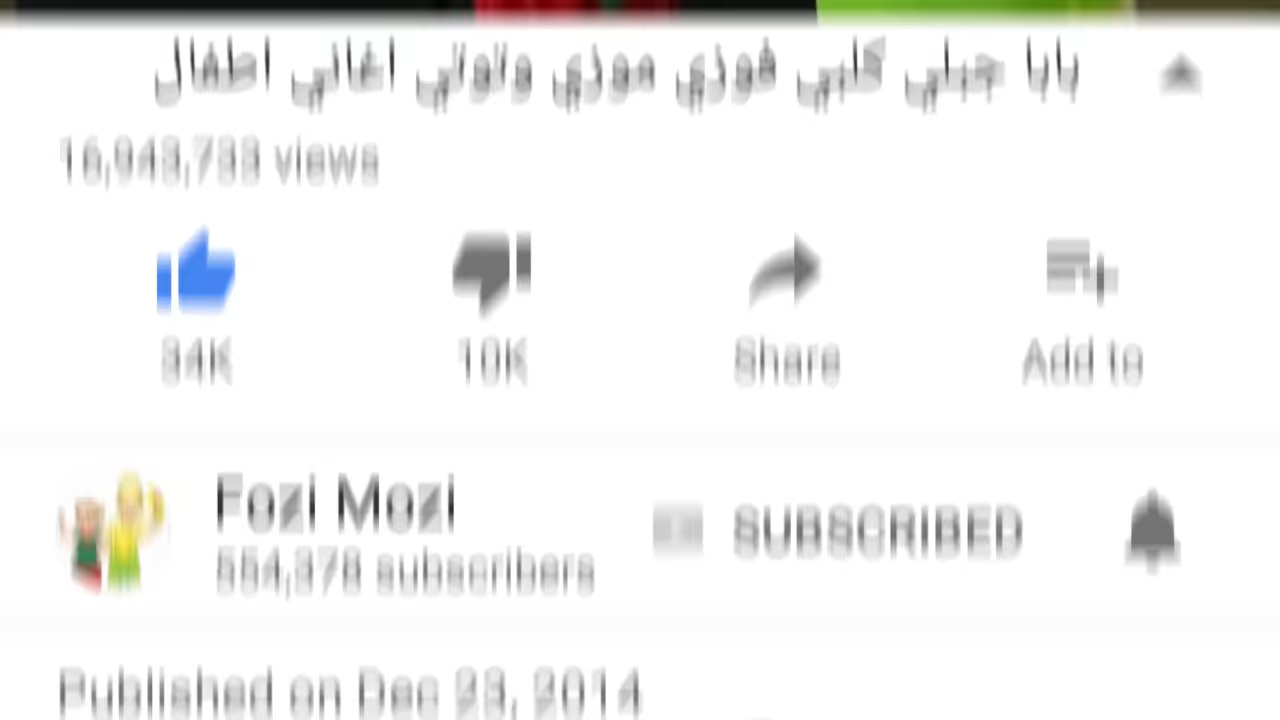 بابا جبلي كلبي فوزي موزي وتوتي اغاني اطفال
16,943,733 views
34K 10K Share Add to
Fozi Mozi SUBSCRIBED
554,378 subscribers
Published on Dec 23, 2014